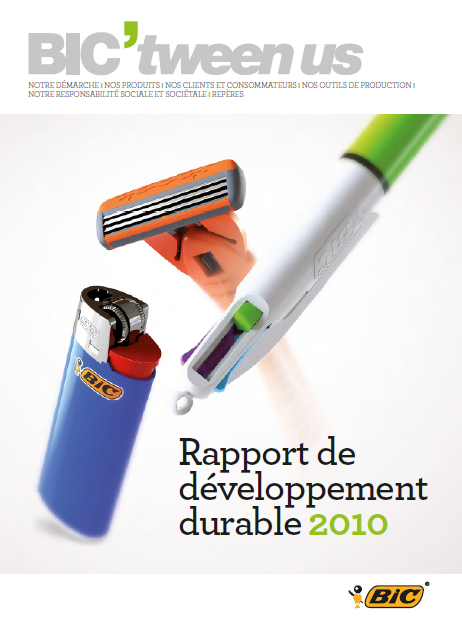 BIC'tween us
NOTRE DÉMARCHE I NOS PRODUITS I NOS CLIENTS ET CONSOMMATEURS I NOS OUTILS DE PRODUCTION I
NOTRE RESPONSABILITÉ SOCIALE ET SOCIÉTALE I REPÈRES
BiC
Rapport de
développement
durable 2010
BiC